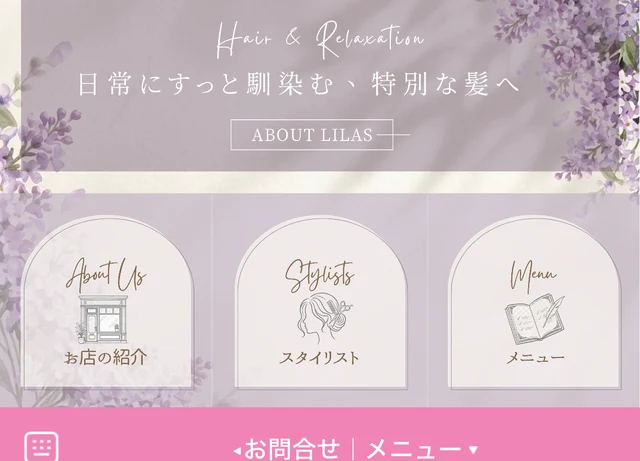 Hair & Relaxation
日常にすっと馴染む、特別な髪へ
ABOUT LILAS
About Us
お店の紹介
Stylists
スタイリスト
Menu
メニュー
◂お問合せ｜メニュー▾